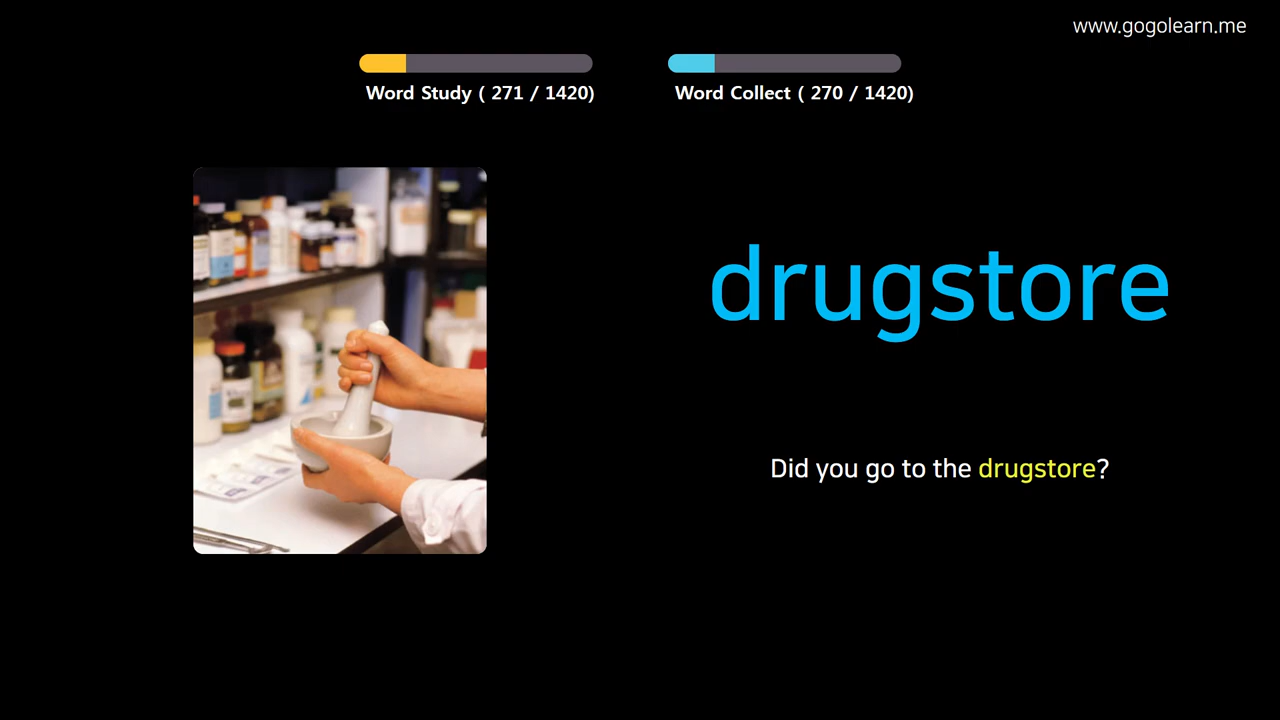 www.gogolearn.me
Word Study ( 271 / 1420)
Word Collect ( 270 / 1420)
drugstore
Did you go to the drugstore?